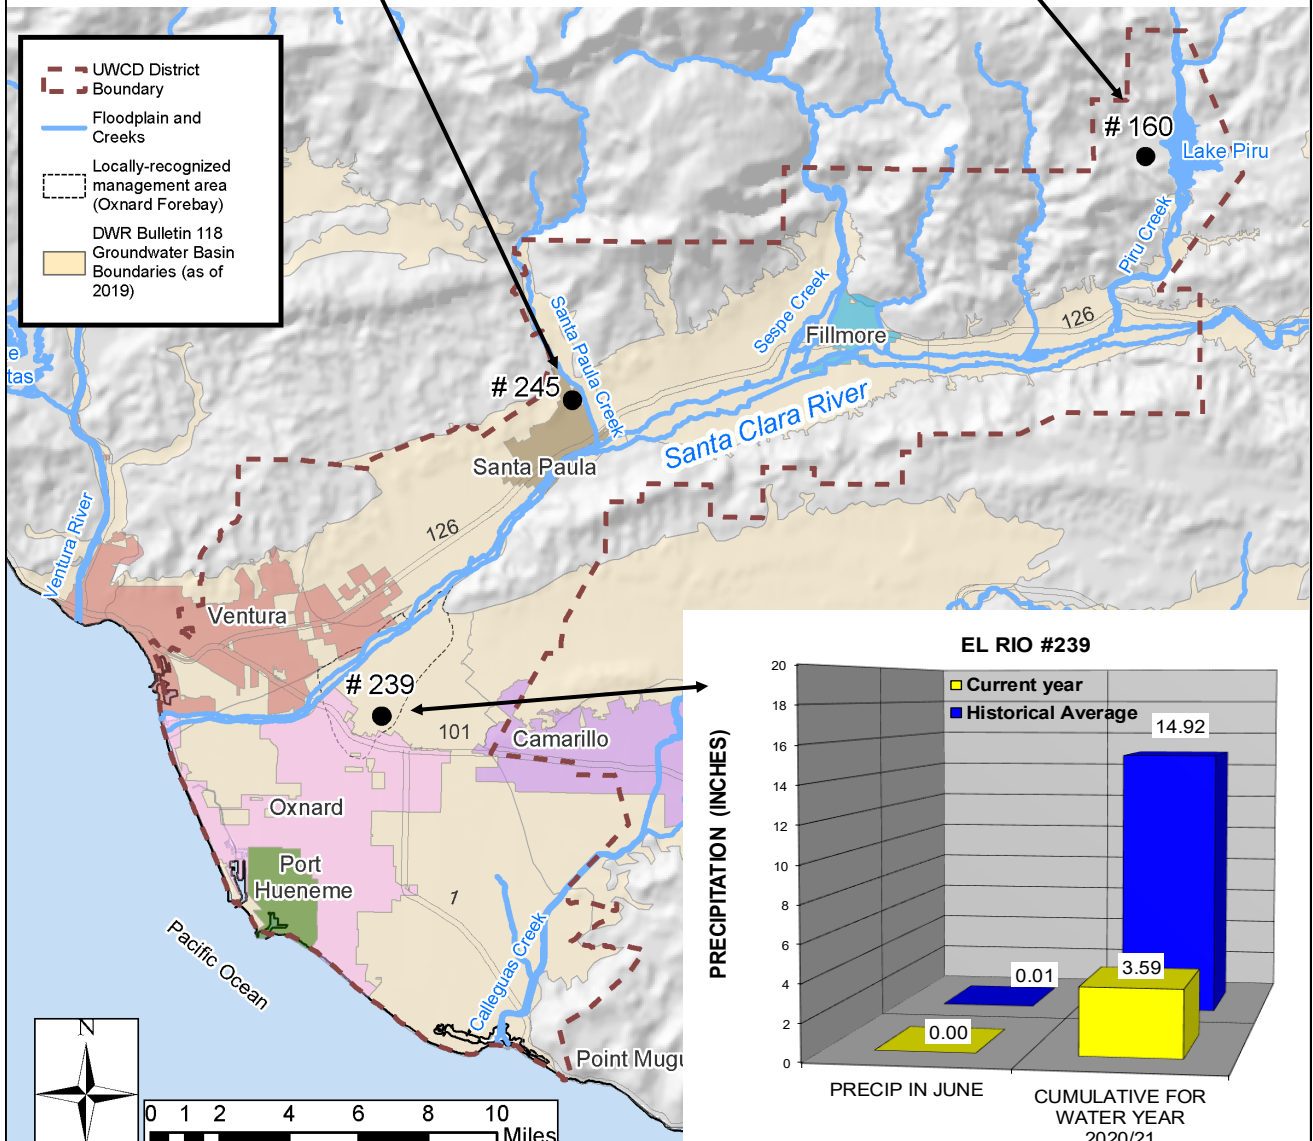 UWCD District
Boundary
Floodplain and
Creeks
Locally-recognized
management area
(Oxnard Forebay)
DWR Bulletin 118
Groundwater Basin
Boundaries (as of
2019)
# 160
Lake Piru
Piru Creek
Santa Paula Creek
Sespe Creek
Fillmore
126
e
tas
# 245
Santa Clara River
Santa Paula
126
Ventura River
Ventura
# 239
101
Camarillo
Oxnard
Port
Hueneme
1
Pacific Ocean
Calleguas Creek
Point Mugu
N
0 1 2 4 6 8 10
Miles
EL RIO #239
Current year
Historical Average
PRECIPITATION (INCHES)
20
18
16
14
12
10
8
6
4
2
0
14.92
3.59
0.01
0.00
PRECIP IN JUNE
CUMULATIVE FOR
WATER YEAR
2020/21